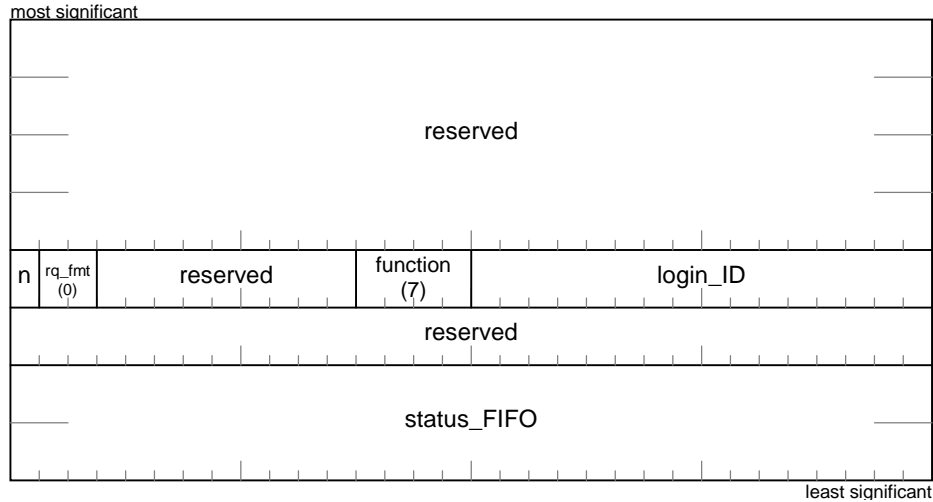 most significant
reserved
n
rq_fmt
(0)
reserved
function
(7)
login_ID
reserved
status_FIFO
least significant